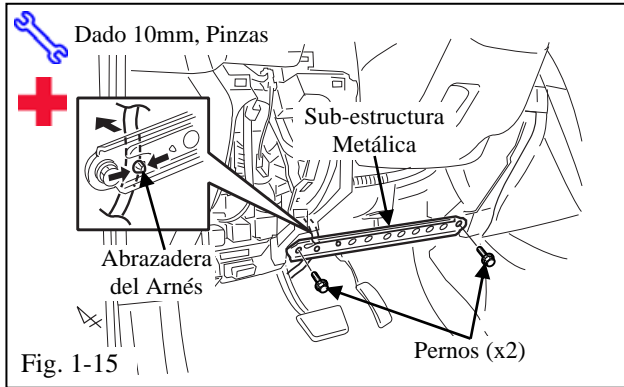 Dado 10mm, Pinzas
Sub-estructura
Metálica
Abrazadera
del Arnés
Pernos (x2)
Fig. 1-15